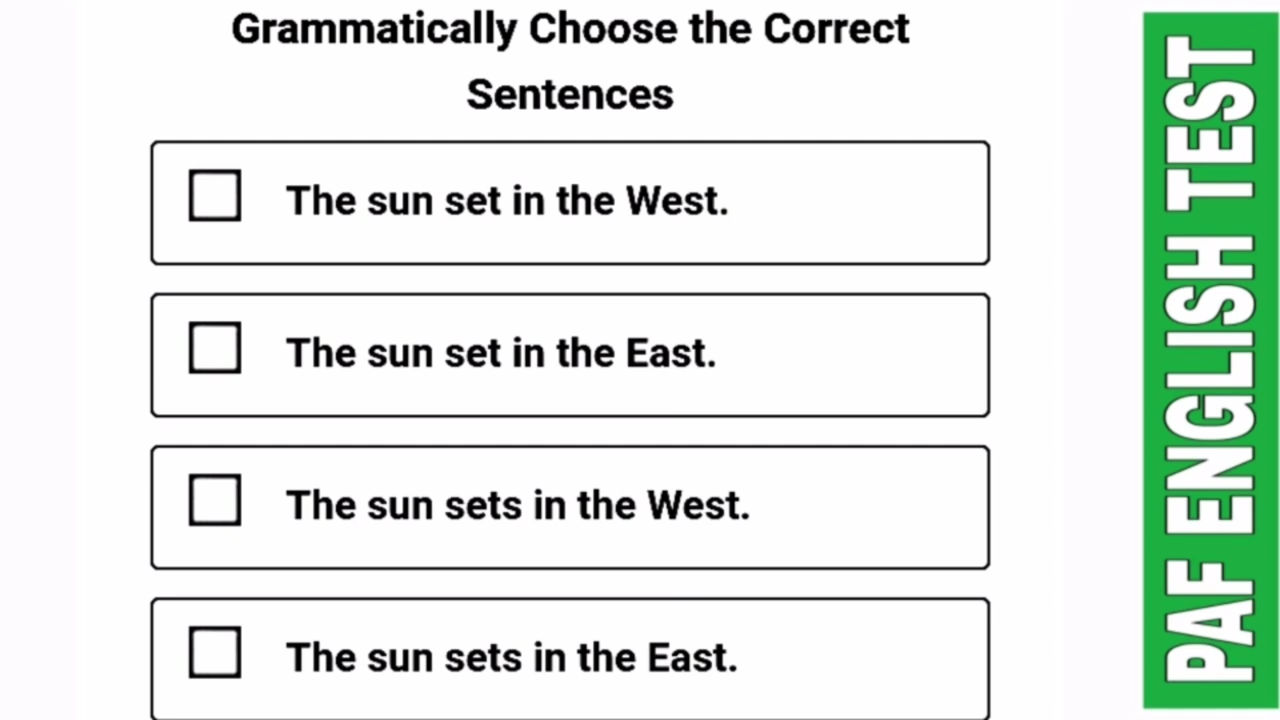 Grammatically Choose the Correct
Sentences
The sun set in the West.
The sun set in the East.
The sun sets in the West.
The sun sets in the East.
PAF ENGLISH TEST